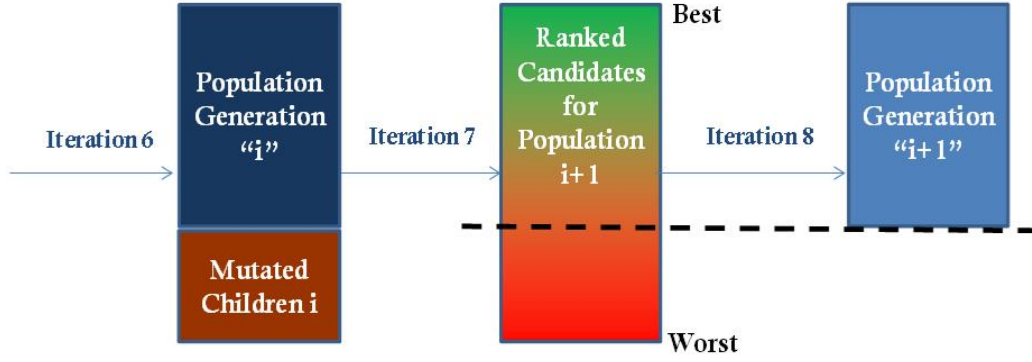 Iteration 6
Population
Generation
“i”
Mutated
Children i
Iteration 7
Best
Ranked
Candidates
for
Population
i+1
Worst
Iteration 8
Population
Generation
“i+1”